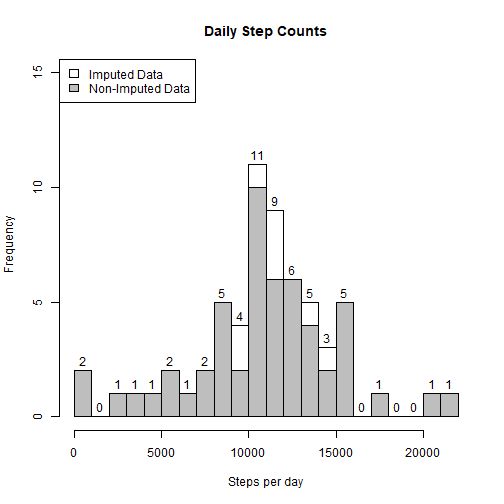 Daily Step Counts
Imputed Data
Non-Imputed Data
Frequency
15
10
5
0
2 0 1 1 1 2 1 2 5 4 11 9 6 5 3 5 0 1 0 0 1 1
0 5000 10000 15000 20000
Steps per day